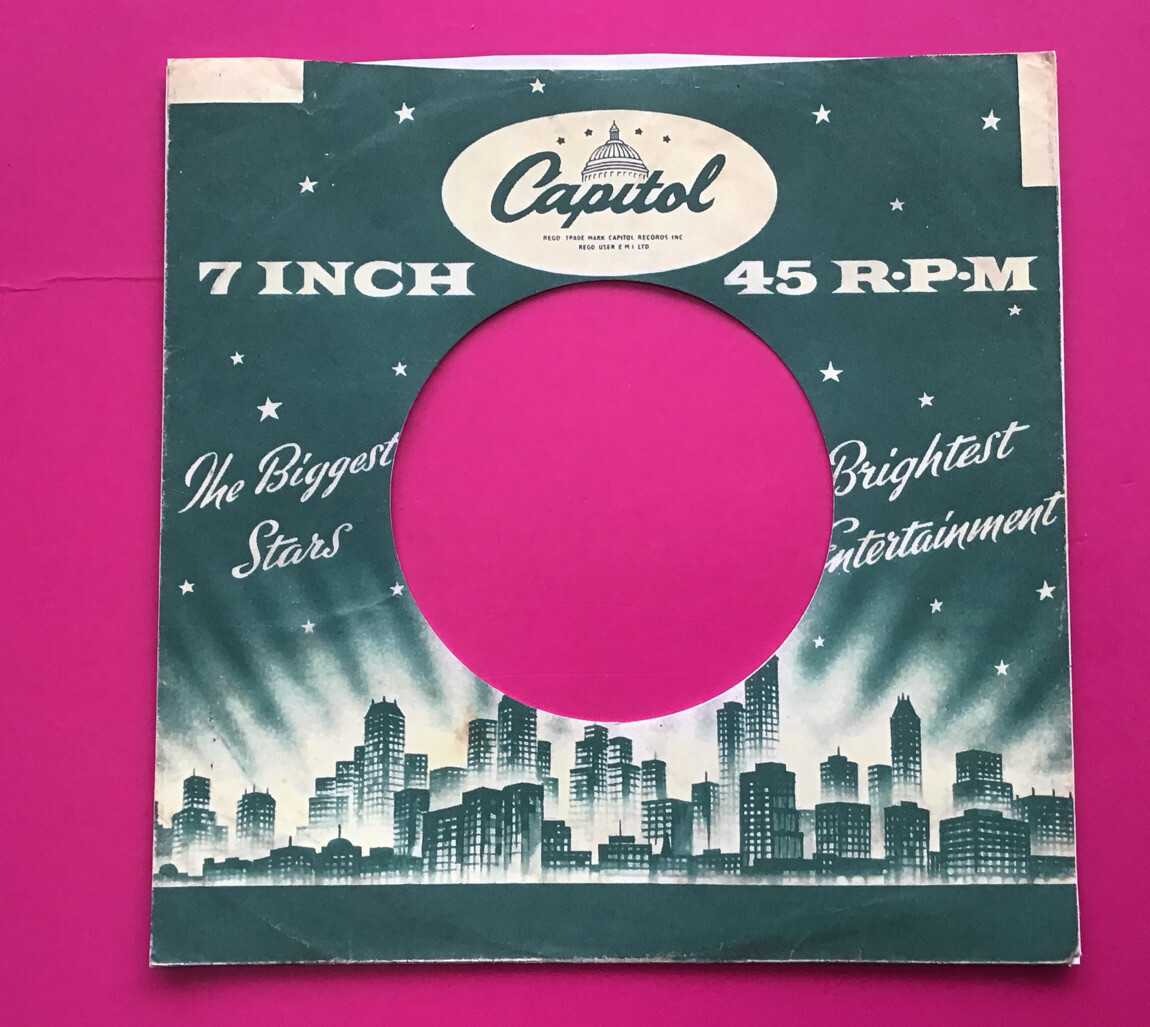 Capitol
REGD TRADE MARK CAPITOL RECORDS INC
REGD USER E M I LTD
7 INCH 45 R·P·M
The Biggest Brightest
Stars Entertainment